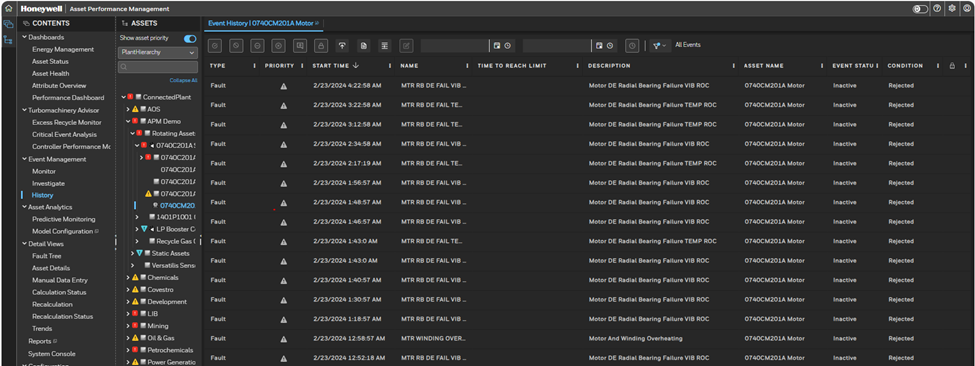 Honeywell | Asset Performance Management
CONTENTS
Dashboards
Energy Management
Asset Status
Asset Health
Attribute Overview
Performance Dashboard
Turbomachinery Advisor
Excess Recycle Monitor
Critical Event Analysis
Controller Performance Mc
Event Management
Monitor
Investigate
History
Asset Analytics
Predictive Monitoring
Model Configuration
Detail Views
Fault Tree
Asset Details
Manual Data Entry
Calculation Status
Recalculation
Recalculation Status
Trends
Reports
System Console
ASSETS
Show asset priority
PlantHierarchy
Collapse All
ConnectedPlant
AOS
APM Demo
Rotating Asset
0740C201A
0740C201A
0740C201A
0740C201A
0740C201A
0740CM20
1401P1001
LP Booster C
Recycle Gas
Static Assets
Versatilis Sens
Chemicals
Covestro
Development
LIB
Mining
Oil & Gas
Petrochemicals
Power Generatio
Event History | 0740CM201A Motor
All Events
TYPE PRIORITY START TIME NAME TIME TO REACH LIMIT DESCRIPTION ASSET NAME EVENT STATU CONDITION
Fault 2/23/2024 4:22:58 AM MTR RB DE FAIL VIB ... Motor DE Radial Bearing Failure VIB ROC 0740CM201A Motor Inactive Rejected
Fault 2/23/2024 3:22:58 AM MTR RB DE FAIL TE... Motor DE Radial Bearing Failure TEMP ROC 0740CM201A Motor Inactive Rejected
Fault 2/23/2024 3:12:58 AM MTR RB DE FAIL TE... Motor DE Radial Bearing Failure TEMP ROC 0740CM201A Motor Inactive Rejected
Fault 2/23/2024 2:34:58 AM MTR RB DE FAIL VIB ... Motor DE Radial Bearing Failure VIB ROC 0740CM201A Motor Inactive Rejected
Fault 2/23/2024 2:17:19 AM MTR RB DE FAIL TE... Motor DE Radial Bearing Failure TEMP ROC 0740CM201A Motor Inactive Rejected
Fault 2/23/2024 1:56:57 AM MTR RB DE FAIL VIB ... Motor DE Radial Bearing Failure VIB ROC 0740CM201A Motor Inactive Rejected
Fault 2/23/2024 1:48:57 AM MTR RB DE FAIL VIB ... Motor DE Radial Bearing Failure VIB ROC 0740CM201A Motor Inactive Rejected
Fault 2/23/2024 1:46:57 AM MTR RB DE FAIL VIB ... Motor DE Radial Bearing Failure VIB ROC 0740CM201A Motor Inactive Rejected
Fault 2/23/2024 1:43:0 AM MTR RB DE FAIL TE... Motor DE Radial Bearing Failure TEMP ROC 0740CM201A Motor Inactive Rejected
Fault 2/23/2024 1:43:0 AM MTR RB DE FAIL VIB ... Motor DE Radial Bearing Failure VIB ROC 0740CM201A Motor Inactive Rejected
Fault 2/23/2024 1:40:57 AM MTR RB DE FAIL VIB ... Motor DE Radial Bearing Failure VIB ROC 0740CM201A Motor Inactive Rejected
Fault 2/23/2024 1:30:57 AM MTR RB DE FAIL VIB ... Motor DE Radial Bearing Failure VIB ROC 0740CM201A Motor Inactive Rejected
Fault 2/23/2024 1:18:57 AM MTR RB DE FAIL VIB ... Motor DE Radial Bearing Failure VIB ROC 0740CM201A Motor Inactive Rejected
Fault 2/23/2024 12:58:57 AM MTR WINDING OVER... Motor And Winding Overheating 0740CM201A Motor Inactive Rejected
Fault 2/23/2024 12:52:18 AM MTR RB DE FAIL VIB ... Motor DE Radial Bearing Failure VIB ROC 0740CM201A Motor Inactive Rejected